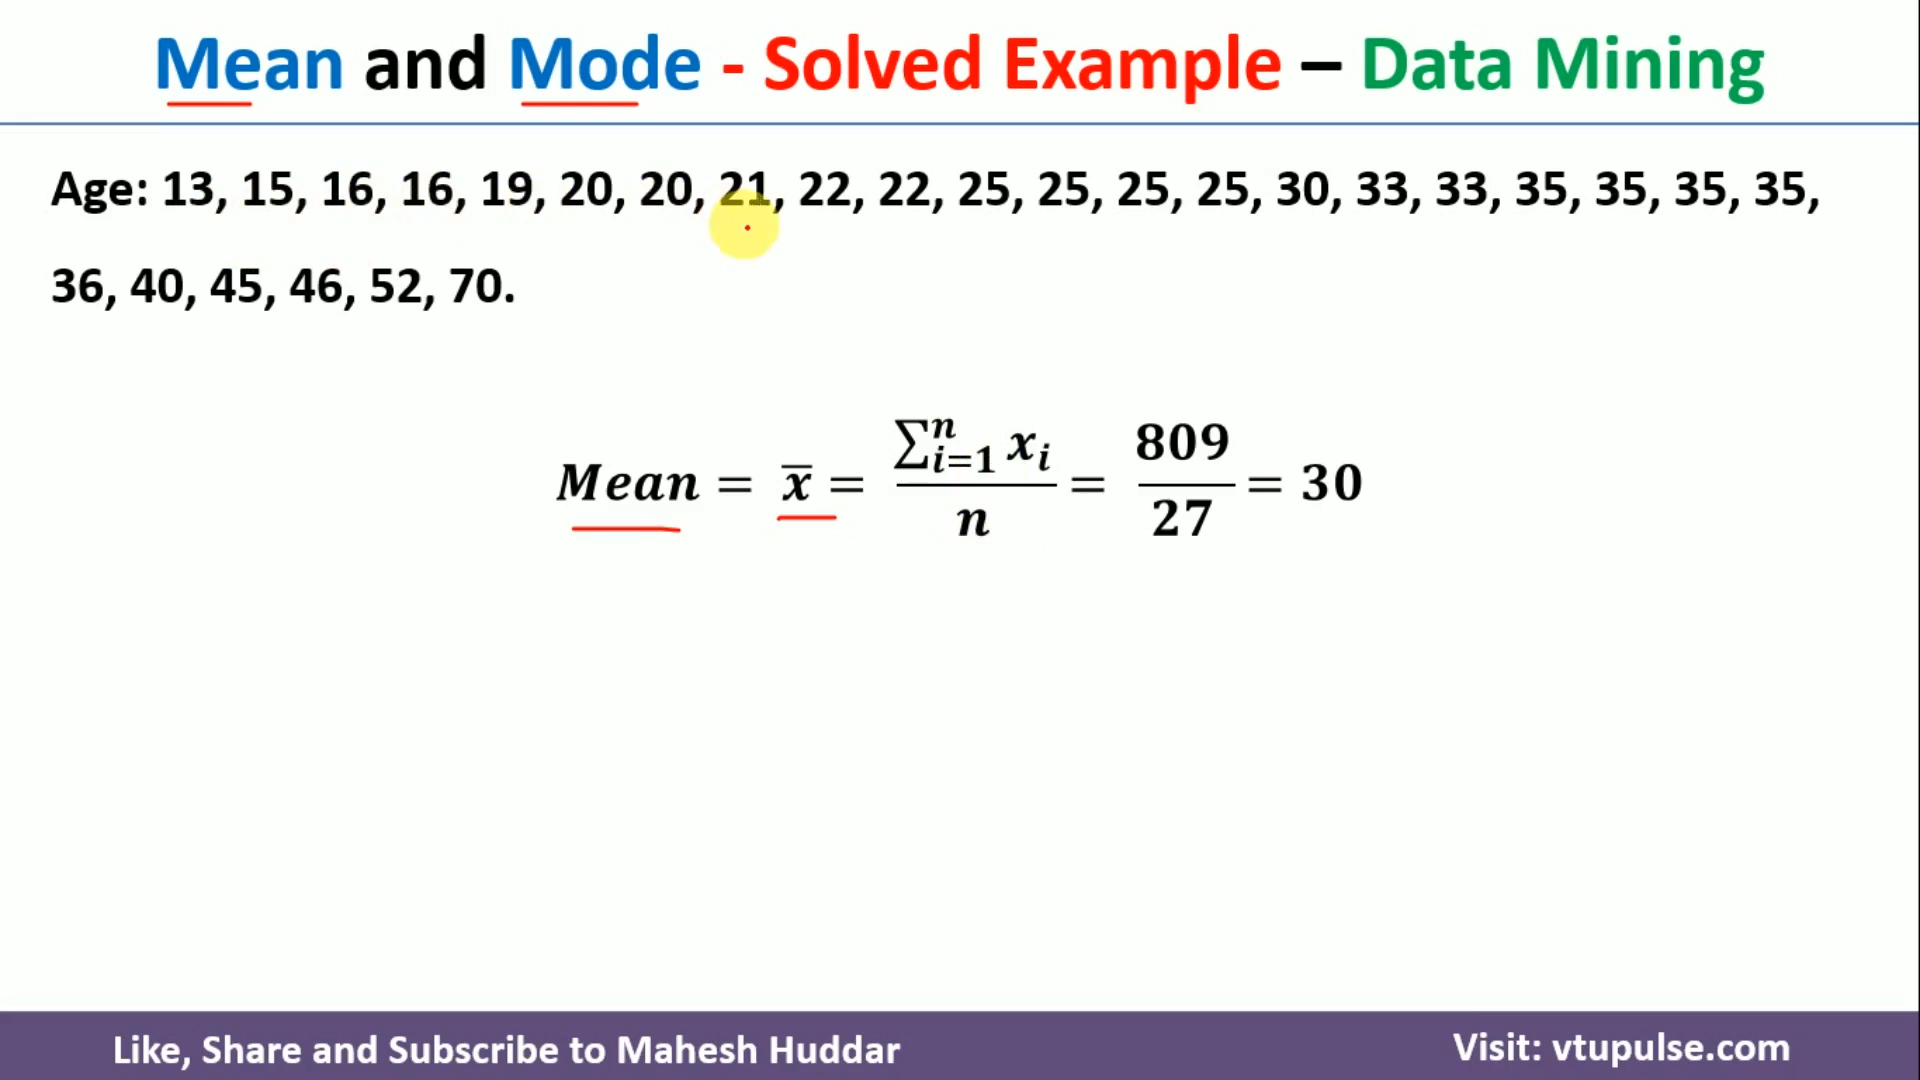 Mean and Mode - Solved Example – Data Mining
Age: 13, 15, 16, 16, 19, 20, 20, 21, 22, 22, 25, 25, 25, 25, 30, 33, 33, 35, 35, 35, 35,
36, 40, 45, 46, 52, 70.
Mean = x̄ = ∑ⁿᵢ₌₁ xᵢ / n = 809 / 27 = 30
Like, Share and Subscribe to Mahesh Huddar
Visit: vtupulse.com